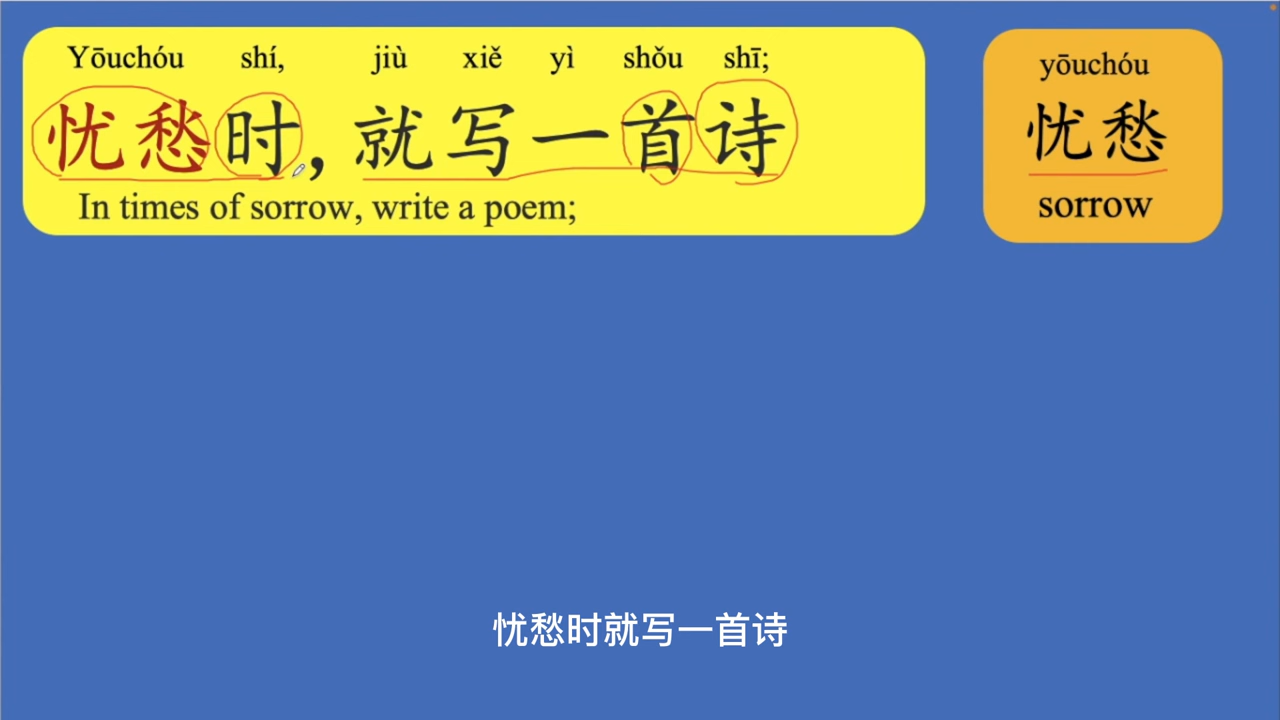 Yōuchóu shí, jiù xiě yì shǒu shī;
忧愁时，就写一首诗
In times of sorrow, write a poem;
yōuchóu
忧愁
sorrow
忧愁时就写一首诗